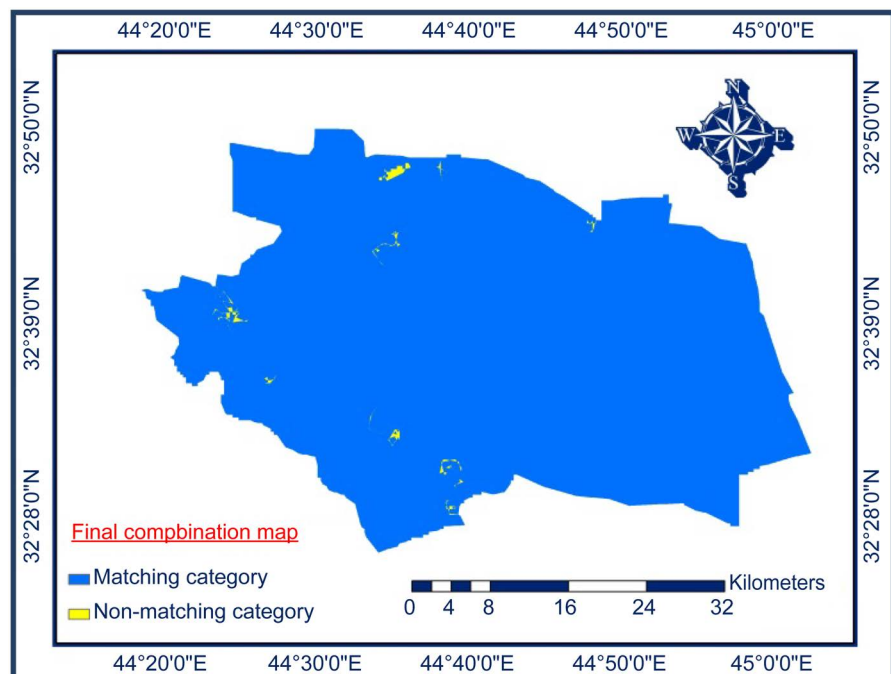 44°20'0"E 44°30'0"E 44°40'0"E 44°50'0"E 45°0'0"E
32°50'0"N
32°50'0"N
N
W E
S
32°39'0"N
32°39'0"N
32°28'0"N
32°28'0"N
Final compbination map
Matching category
Non-matching category
Kilometers
0 4 8 16 24 32
44°20'0"E 44°30'0"E 44°40'0"E 44°50'0"E 45°0'0"E